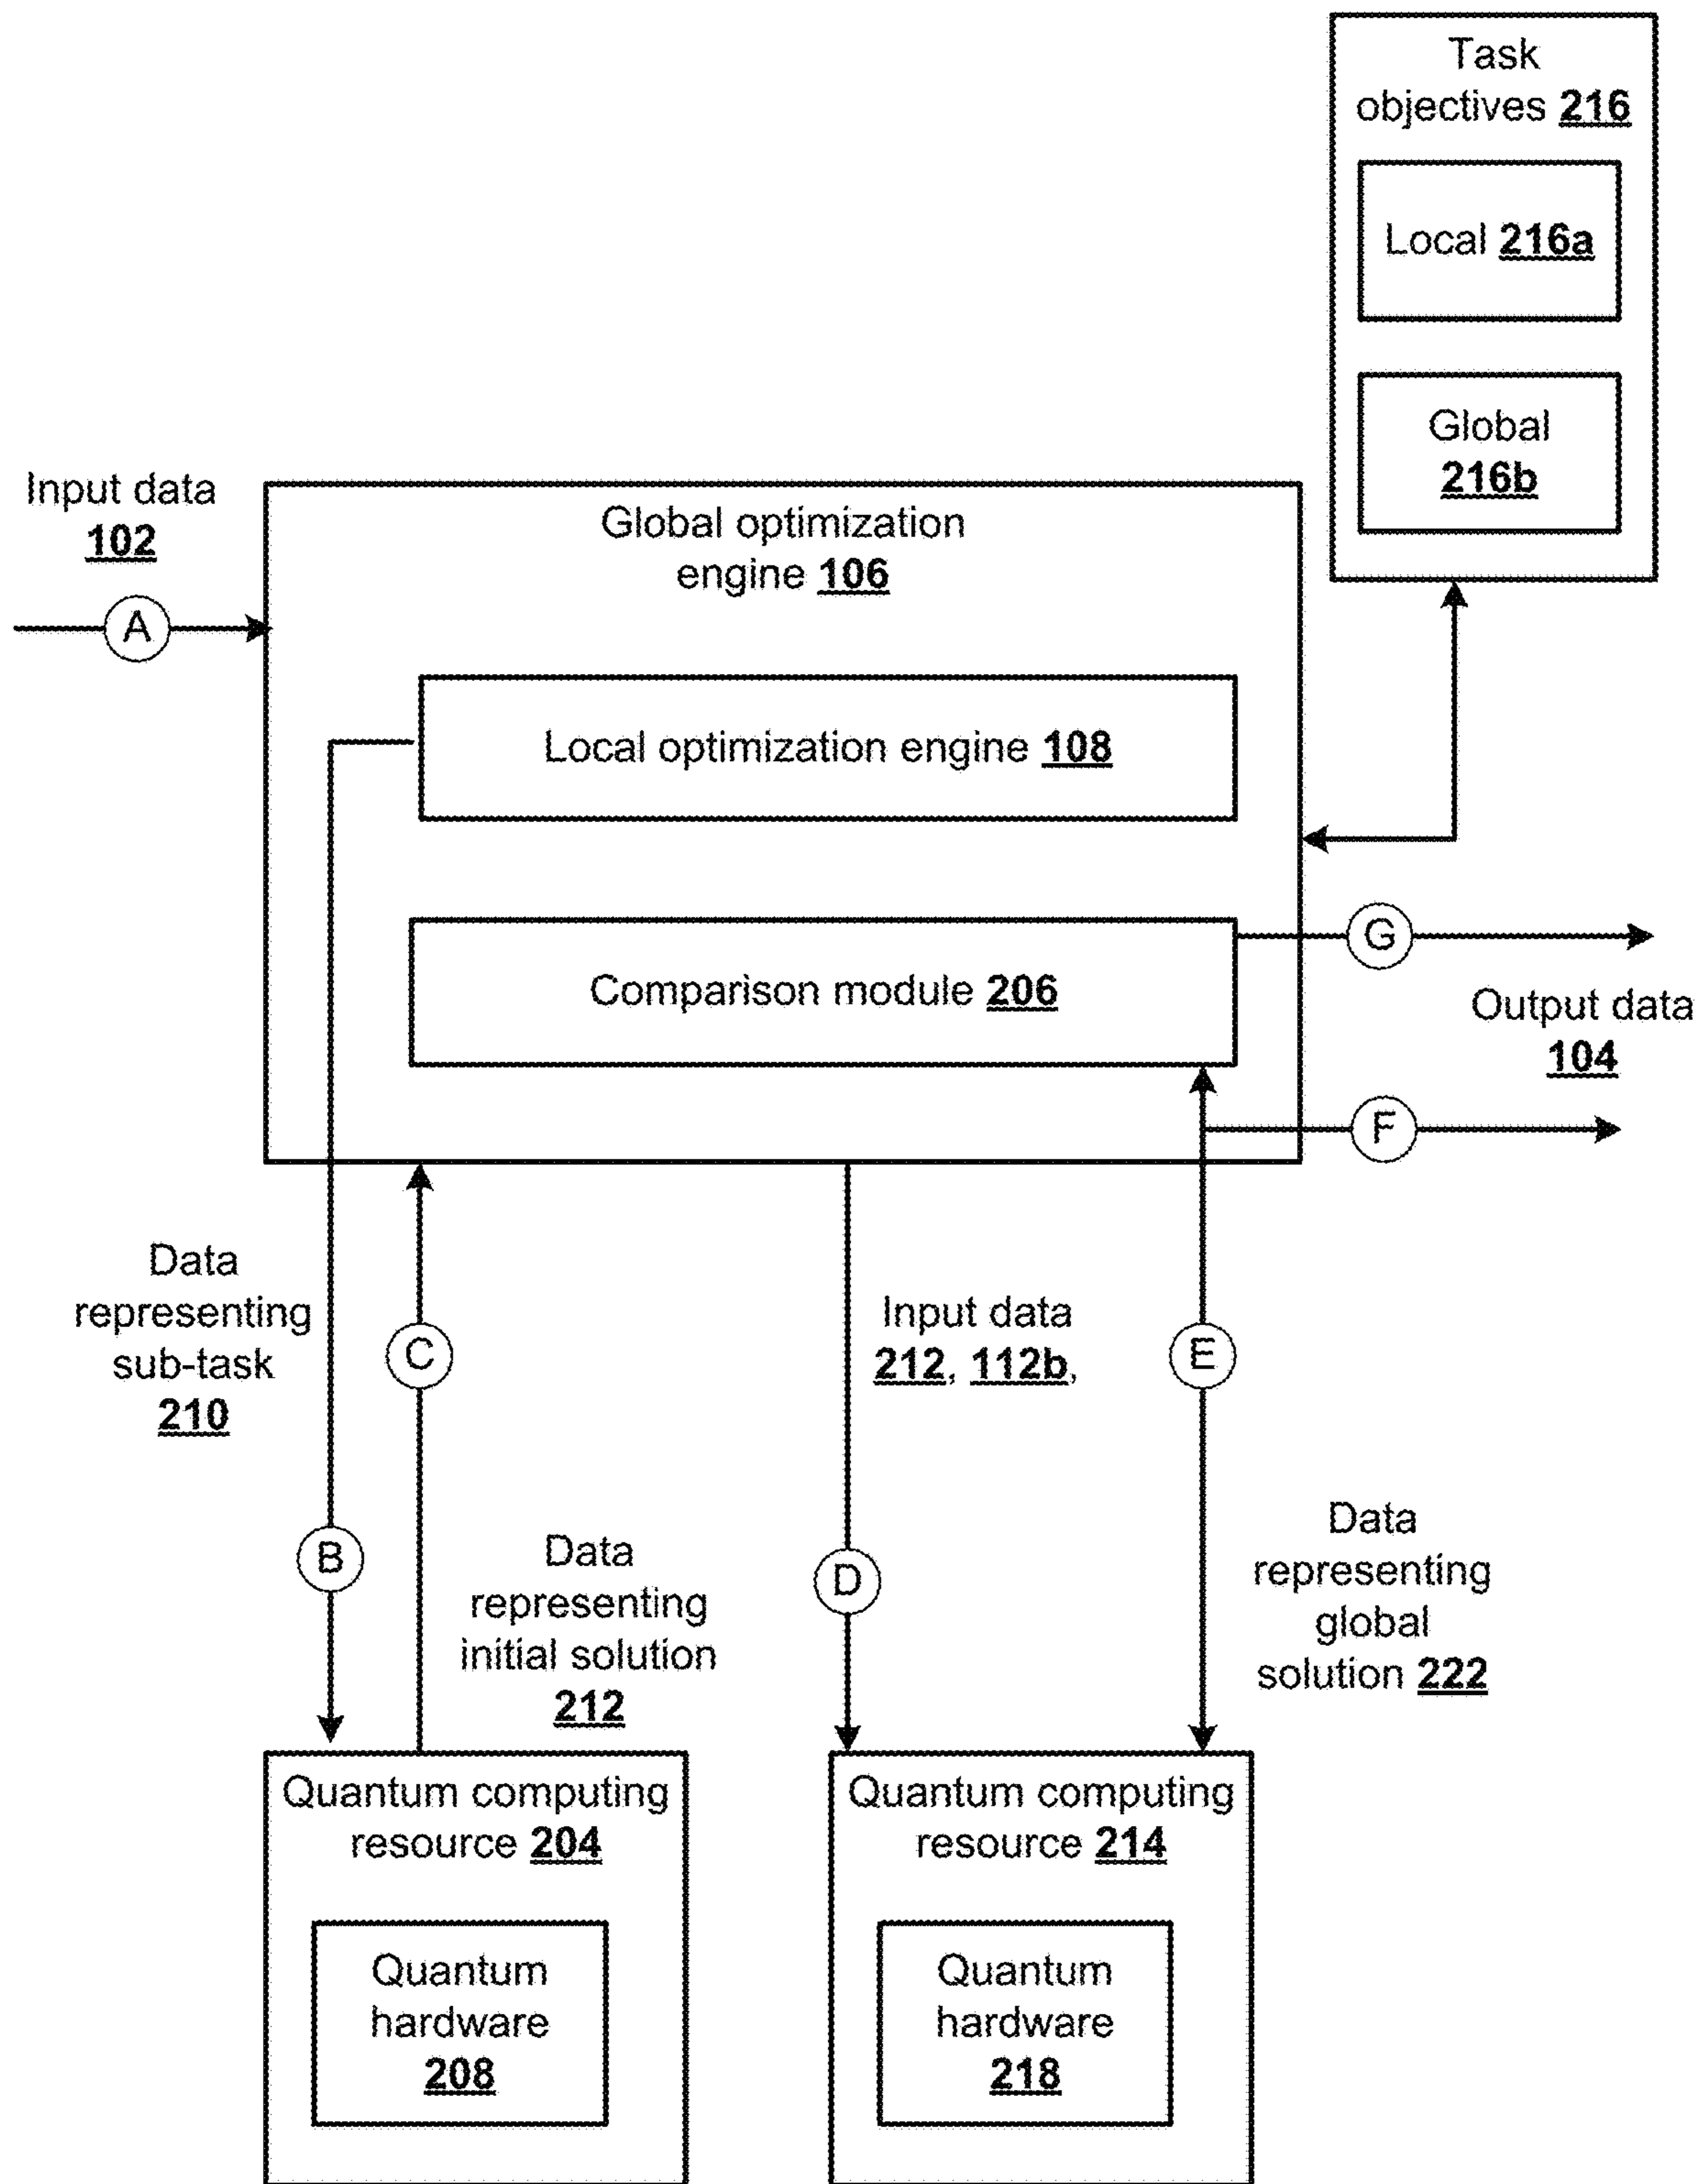 Task
objectives 216
Local 216a
Global
216b
Input data
102
Global optimization
engine 106
A
Local optimization engine 108
Comparison module 206
G
Output data
104
F
Data
representing
sub-task
210
C
Input data
212, 112b,
E
B
Data
representing
initial solution
212
D
Data
representing
global
solution 222
Quantum computing
resource 204
Quantum computing
resource 214
Quantum
hardware
208
Quantum
hardware
218